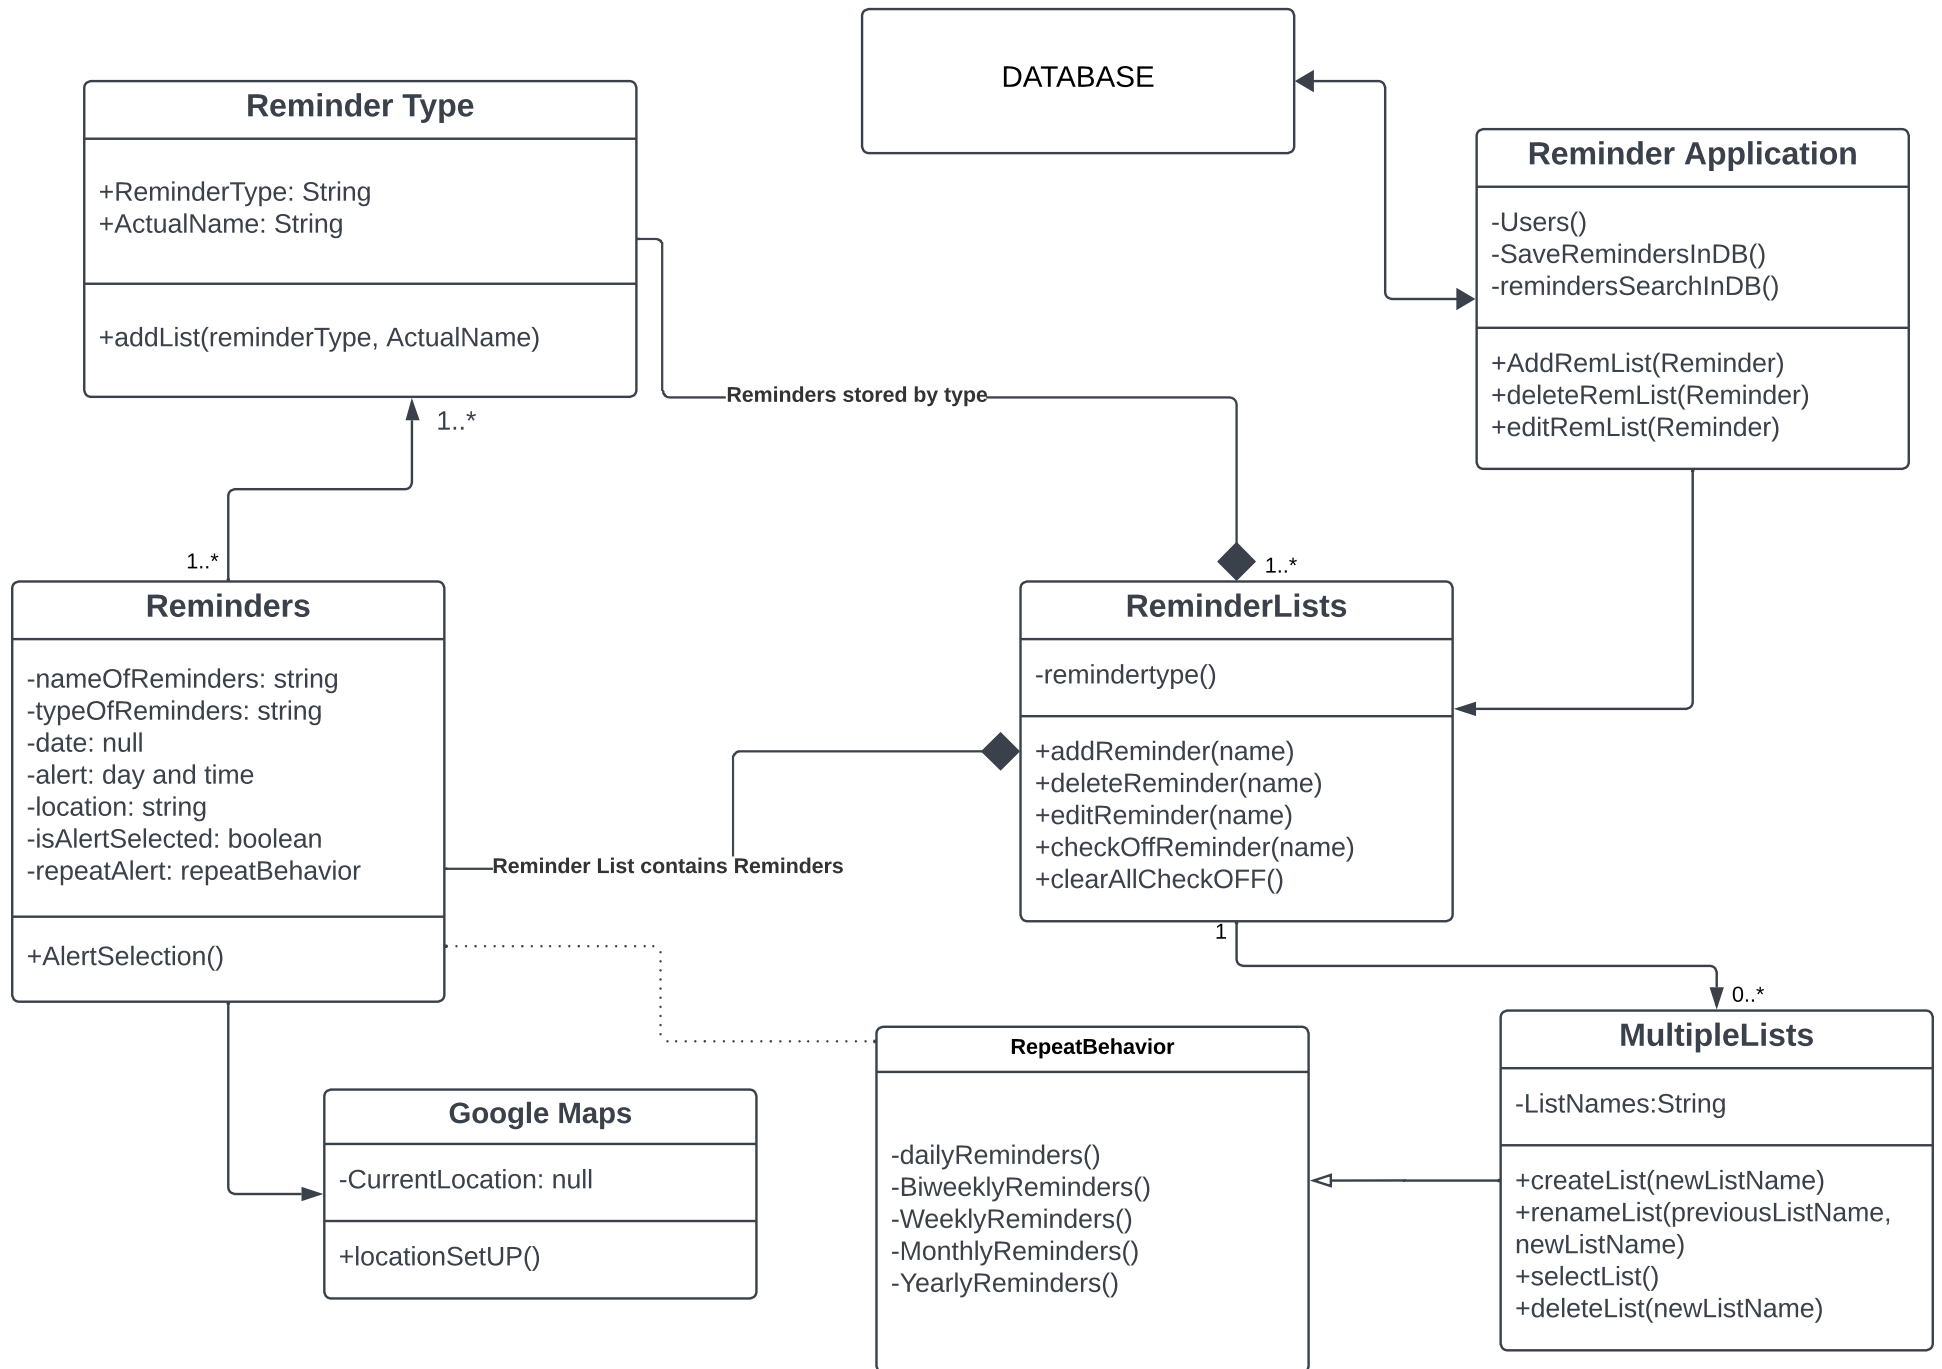 DATABASE
Reminder Type
+ReminderType: String
+ActualName: String
+addList(reminderType, ActualName)
1..*
Reminder Application
-Users()
-SaveRemindersInDB()
-remindersSearchInDB()
+AddRemList(Reminder)
+deleteRemList(Reminder)
+editRemList(Reminder)
Reminders stored by type
1..*
Reminders
-nameOfReminders: string
-typeOfReminders: string
-date: null
-alert: day and time
-location: string
-isAlertSelected: boolean
-repeatAlert: repeatBehavior
+AlertSelection()
Reminder List contains Reminders
1..*
ReminderLists
-remindertype()
+addReminder(name)
+deleteReminder(name)
+editReminder(name)
+checkOffReminder(name)
+clearAllCheckOFF()
1
0..*
Google Maps
-CurrentLocation: null
+locationSetUP()
RepeatBehavior
-dailyReminders()
-BiweeklyReminders()
-WeeklyReminders()
-MonthlyReminders()
-YearlyReminders()
MultipleLists
-ListNames:String
+createList(newListName)
+renameList(previousListName,
newListName)
+selectList()
+deleteList(newListName)